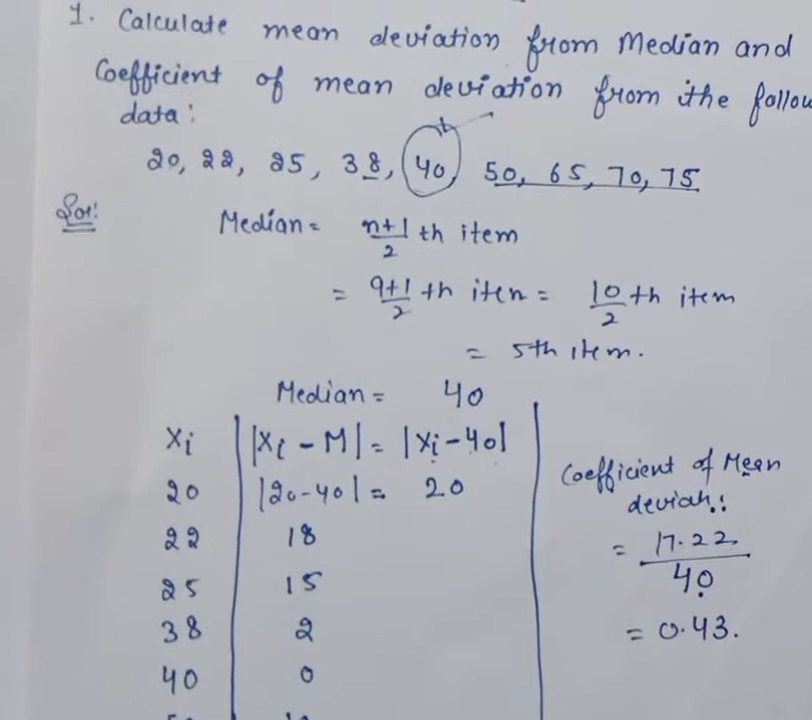 1. Calculate mean deviation from Median and
Coefficient of mean deviation from the follow
data:
20, 22, 25, 38, 40, 50, 65, 70, 75
Sol:
Median = n+1/2 th item
= 9+1/2 th item = 10/2 th item
= 5th item.
Median = 40
Xi |Xi - M| = |Xi - 40|
20 |20-40| = 20
22 18
25 15
38 2
40 0
Coefficient of Mean
deviah.:
= 17.22/40
= 0.43.